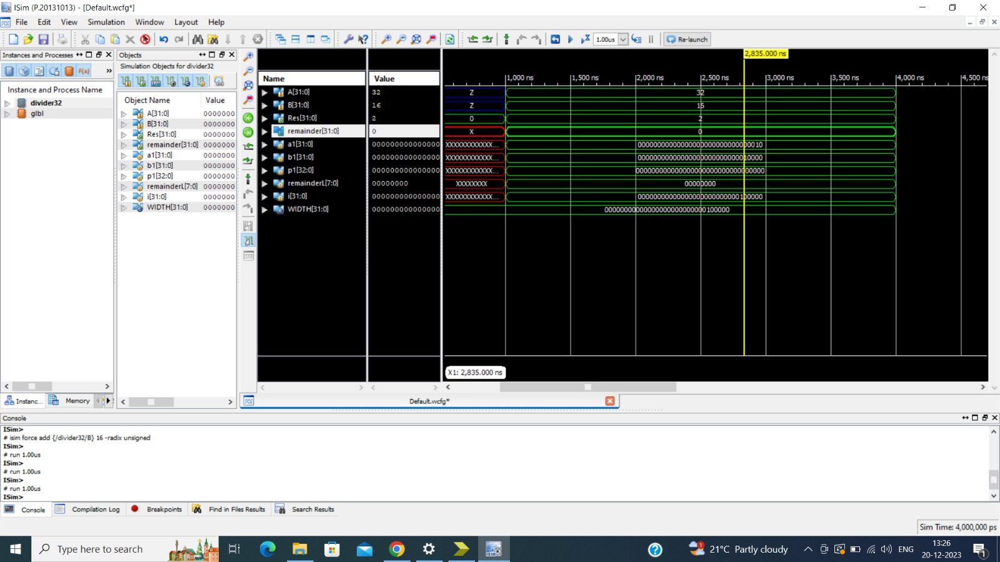 ISim (P.20131013) - [Default.wcfg*]
File Edit View Simulation Window Layout Help
1.00us
Re-launch
Instances and Processes
Objects
Simulation Objects for divider32
F(a)
»
Instance and Process Name
divider32
glbl
Object Name Value
A[31:0] 0000000
B[31:0] 0000000
Res[31:0] 0000000
remainder[31:0] 0000000
a1[31:0] 0000000
b1[31:0] 0000000
p1[32:0] 0000000
remainderL[7:0] 0000000
i[31:0] 0000000
WIDTH[31:0] 0000000
2,835.000 ns
Name Value
1,000 ns 1,500 ns 2,000 ns 2,500 ns 3,000 ns 3,500 ns 4,000 ns 4,500 ns
A[31:0] 32 Z 32
B[31:0] 16 Z 16
Res[31:0] 2 0 2
remainder[31:0] 0 X 0
a1[31:0] 0000000000000000 XXXXXXXXXXXX... 00000000000000000000000000000010
b1[31:0] 0000000000000000 XXXXXXXXXXXX... 00000000000000000000000000010000
p1[32:0] 0000000000000000 XXXXXXXXXXXX... 000000000000000000000000000000000
remainderL[7:0] 00000000 XXXXXXXX 00000000
i[31:0] 0000000000000000 XXXXXXXXXXXX... 00000000000000000000000000100000
WIDTH[31:0] 0000000000000000 00000000000000000000000000100000
X1: 2,835.000 ns
Instanc... Memory
Default.wcfg*
Console
ISim>
# isim force add {/divider32/B} 16 -radix unsigned
ISim>
# run 1.00us
ISim>
# run 1.00us
ISim>
# run 1.00us
ISim>
Console Compilation Log Breakpoints Find in Files Results Search Results
Sim Time: 4,000,000 ps
Type here to search
21°C Partly cloudy
ENG
13:26
20-12-2023
1